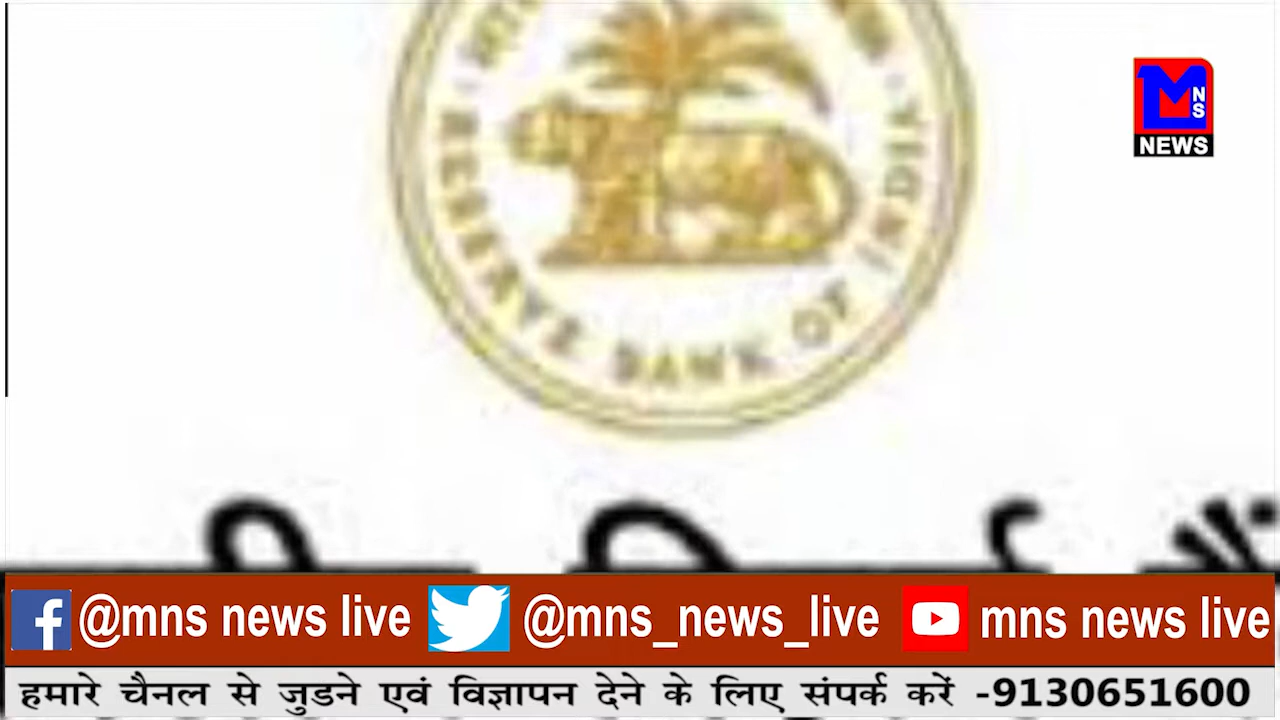 RESERVE BANK OF INDIA
M NS
NEWS
@mns news live @mns_news_live mns news live
हमारे चैनल से जुडने एवं विज्ञापन देने के लिए संपर्क करें -9130651600